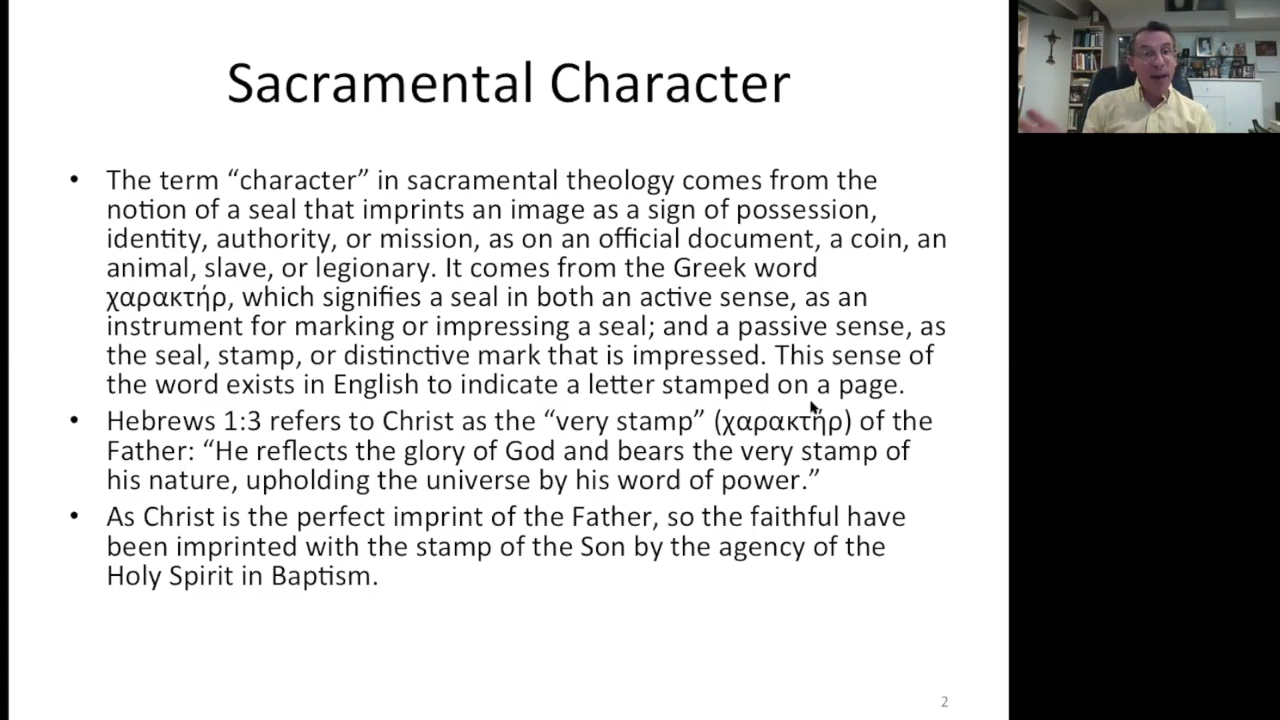 Sacramental Character
• The term “character” in sacramental theology comes from the
notion of a seal that imprints an image as a sign of possession,
identity, authority, or mission, as on an official document, a coin, an
animal, slave, or legionary. It comes from the Greek word
χαρακτήρ, which signifies a seal in both an active sense, as an
instrument for marking or impressing a seal; and a passive sense, as
the seal, stamp, or distinctive mark that is impressed. This sense of
the word exists in English to indicate a letter stamped on a page.
• Hebrews 1:3 refers to Christ as the “very stamp” (χαρακτήρ) of the
Father: “He reflects the glory of God and bears the very stamp of
his nature, upholding the universe by his word of power.”
• As Christ is the perfect imprint of the Father, so the faithful have
been imprinted with the stamp of the Son by the agency of the
Holy Spirit in Baptism.
2